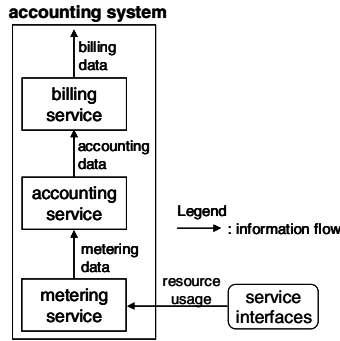 accounting system
billing
data
billing
service
accounting
data
accounting
service
Legend
: information flow
metering
data
resource
usage
metering
service
service
interfaces